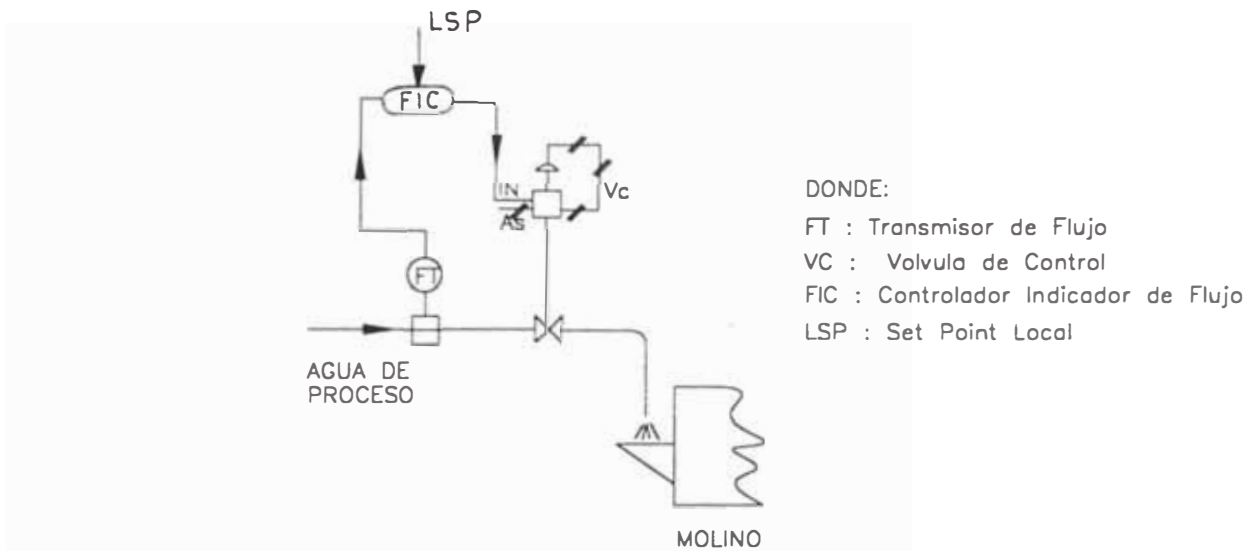 LSP
FIC
IN
As
Vc
FT
AGUA DE
PROCESO
MOLINO
DONDE:
FT : Transmisor de Flujo
VC : Volvula de Control
FIC : Controlador Indicador de Flujo
LSP : Set Point Local